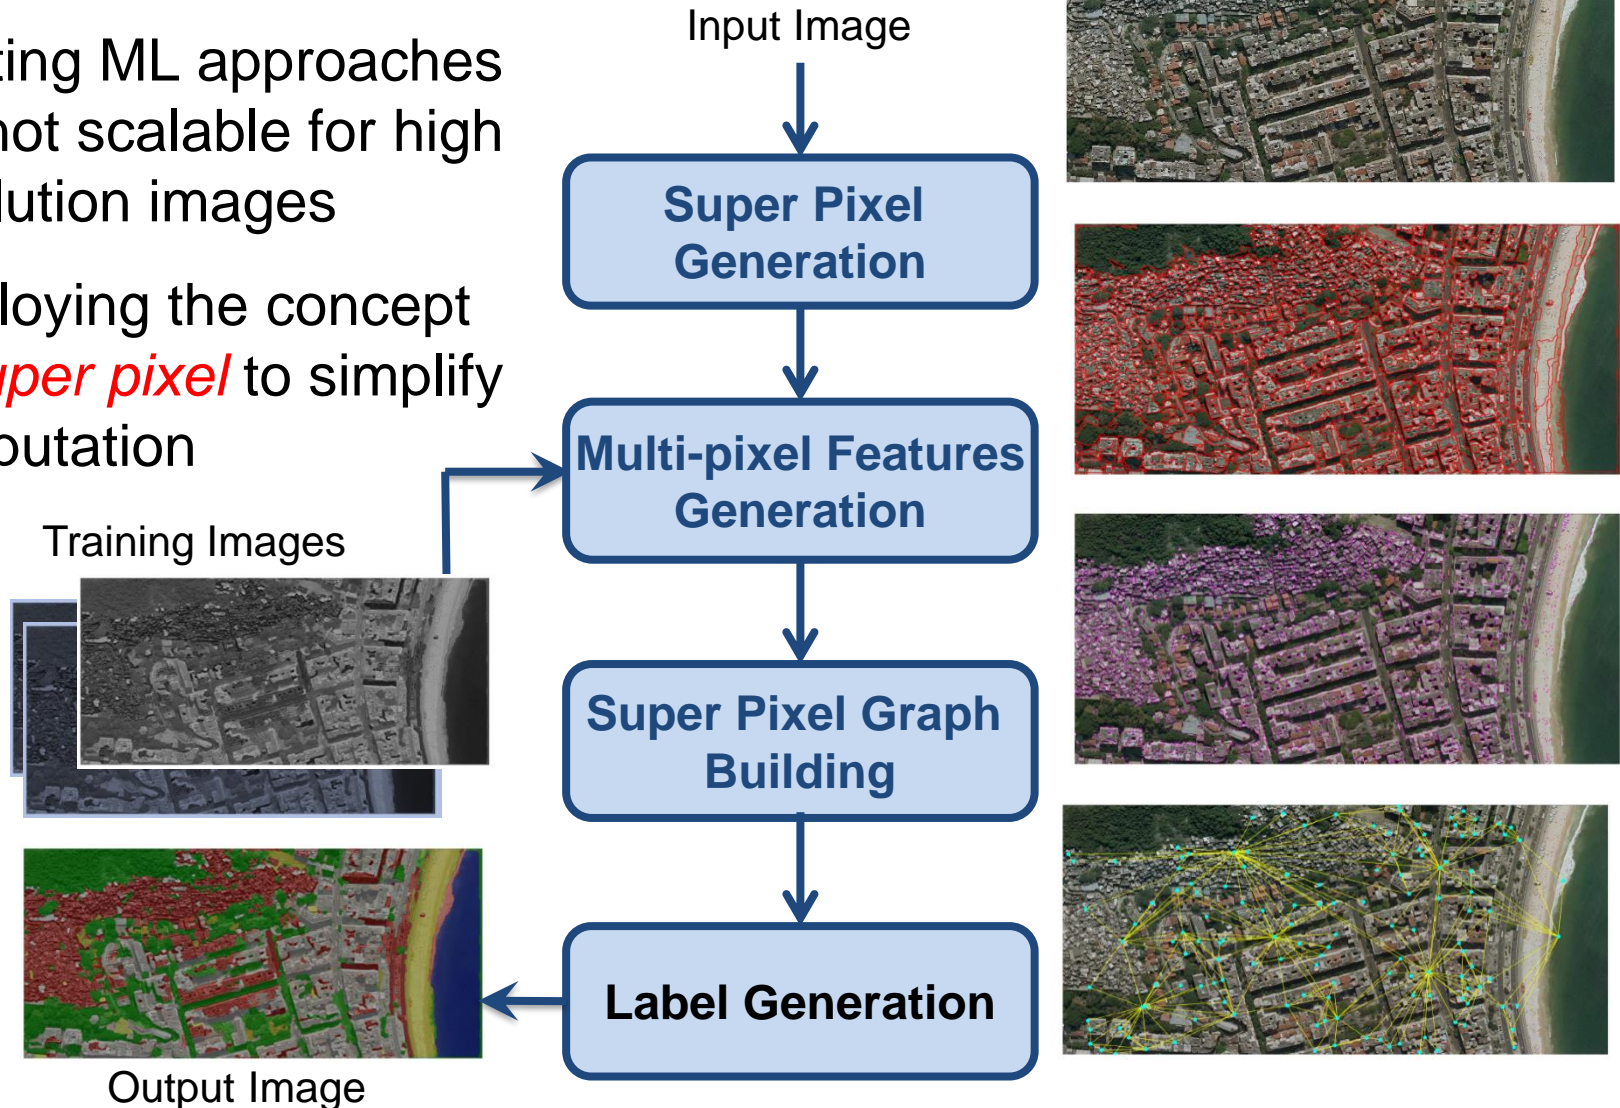 ting ML approaches
not scalable for high
lution images
loying the concept
uper pixel to simplify
putation
Training Images
Output Image
Input Image
Super Pixel
Generation
Multi-pixel Features
Generation
Super Pixel Graph
Building
Label Generation